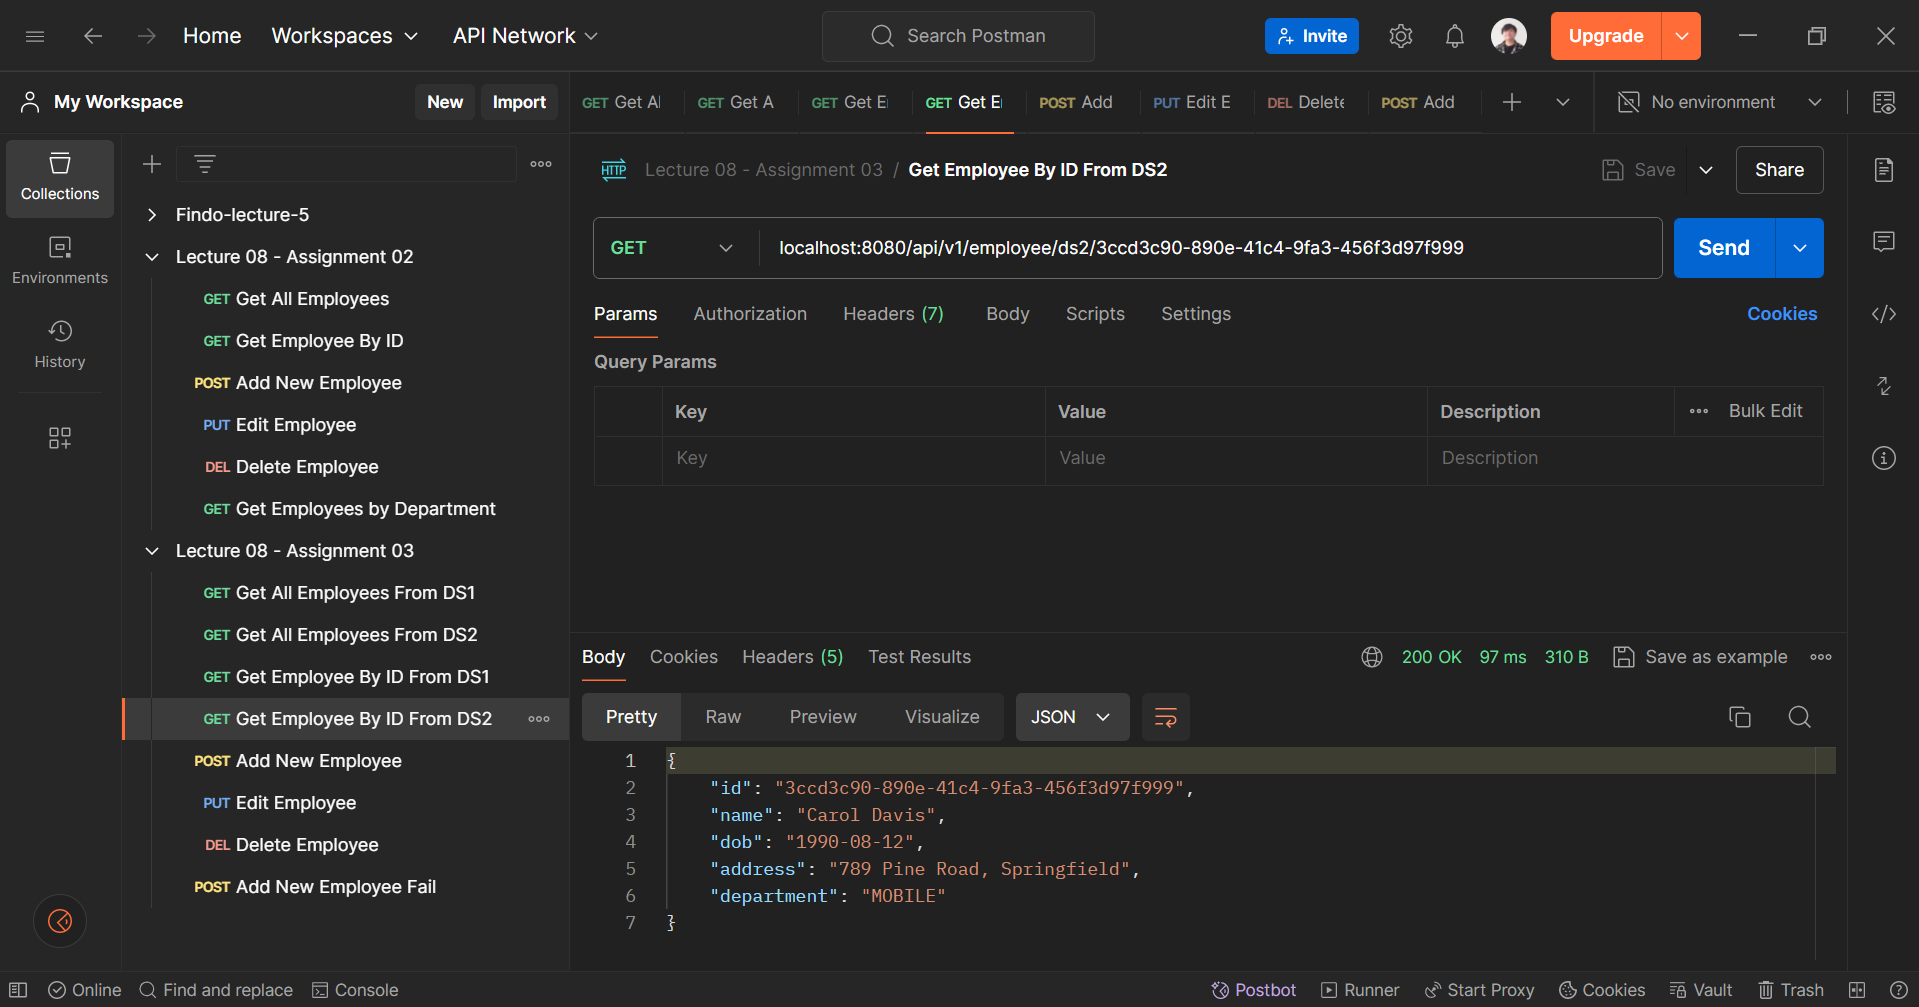 Home
Workspaces
API Network
Search Postman
Invite
Upgrade
My Workspace
New
Import
GET Get Al
GET Get A
GET Get E
GET Get E
POST Add
PUT Edit E
DEL Delete
POST Add
No environment
Collections
Environments
History
Findo-lecture-5
Lecture 08 - Assignment 02
GET Get All Employees
GET Get Employee By ID
POST Add New Employee
PUT Edit Employee
DEL Delete Employee
GET Get Employees by Department
Lecture 08 - Assignment 03
GET Get All Employees From DS1
GET Get All Employees From DS2
GET Get Employee By ID From DS1
GET Get Employee By ID From DS2
POST Add New Employee
PUT Edit Employee
DEL Delete Employee
POST Add New Employee Fail
HTTP Lecture 08 - Assignment 03 / Get Employee By ID From DS2
Save
Share
GET
localhost:8080/api/v1/employee/ds2/3ccd3c90-890e-41c4-9fa3-456f3d97f999
Send
Params
Authorization
Headers (7)
Body
Scripts
Settings
Cookies
Query Params
Key
Value
Description
Bulk Edit
Key
Value
Description
Body
Cookies
Headers (5)
Test Results
200 OK
97 ms
310 B
Save as example
Pretty
Raw
Preview
Visualize
JSON
1 {
2 "id": "3ccd3c90-890e-41c4-9fa3-456f3d97f999",
3 "name": "Carol Davis",
4 "dob": "1990-08-12",
5 "address": "789 Pine Road, Springfield",
6 "department": "MOBILE"
7 }
Online
Find and replace
Console
Postbot
Runner
Start Proxy
Cookies
Vault
Trash